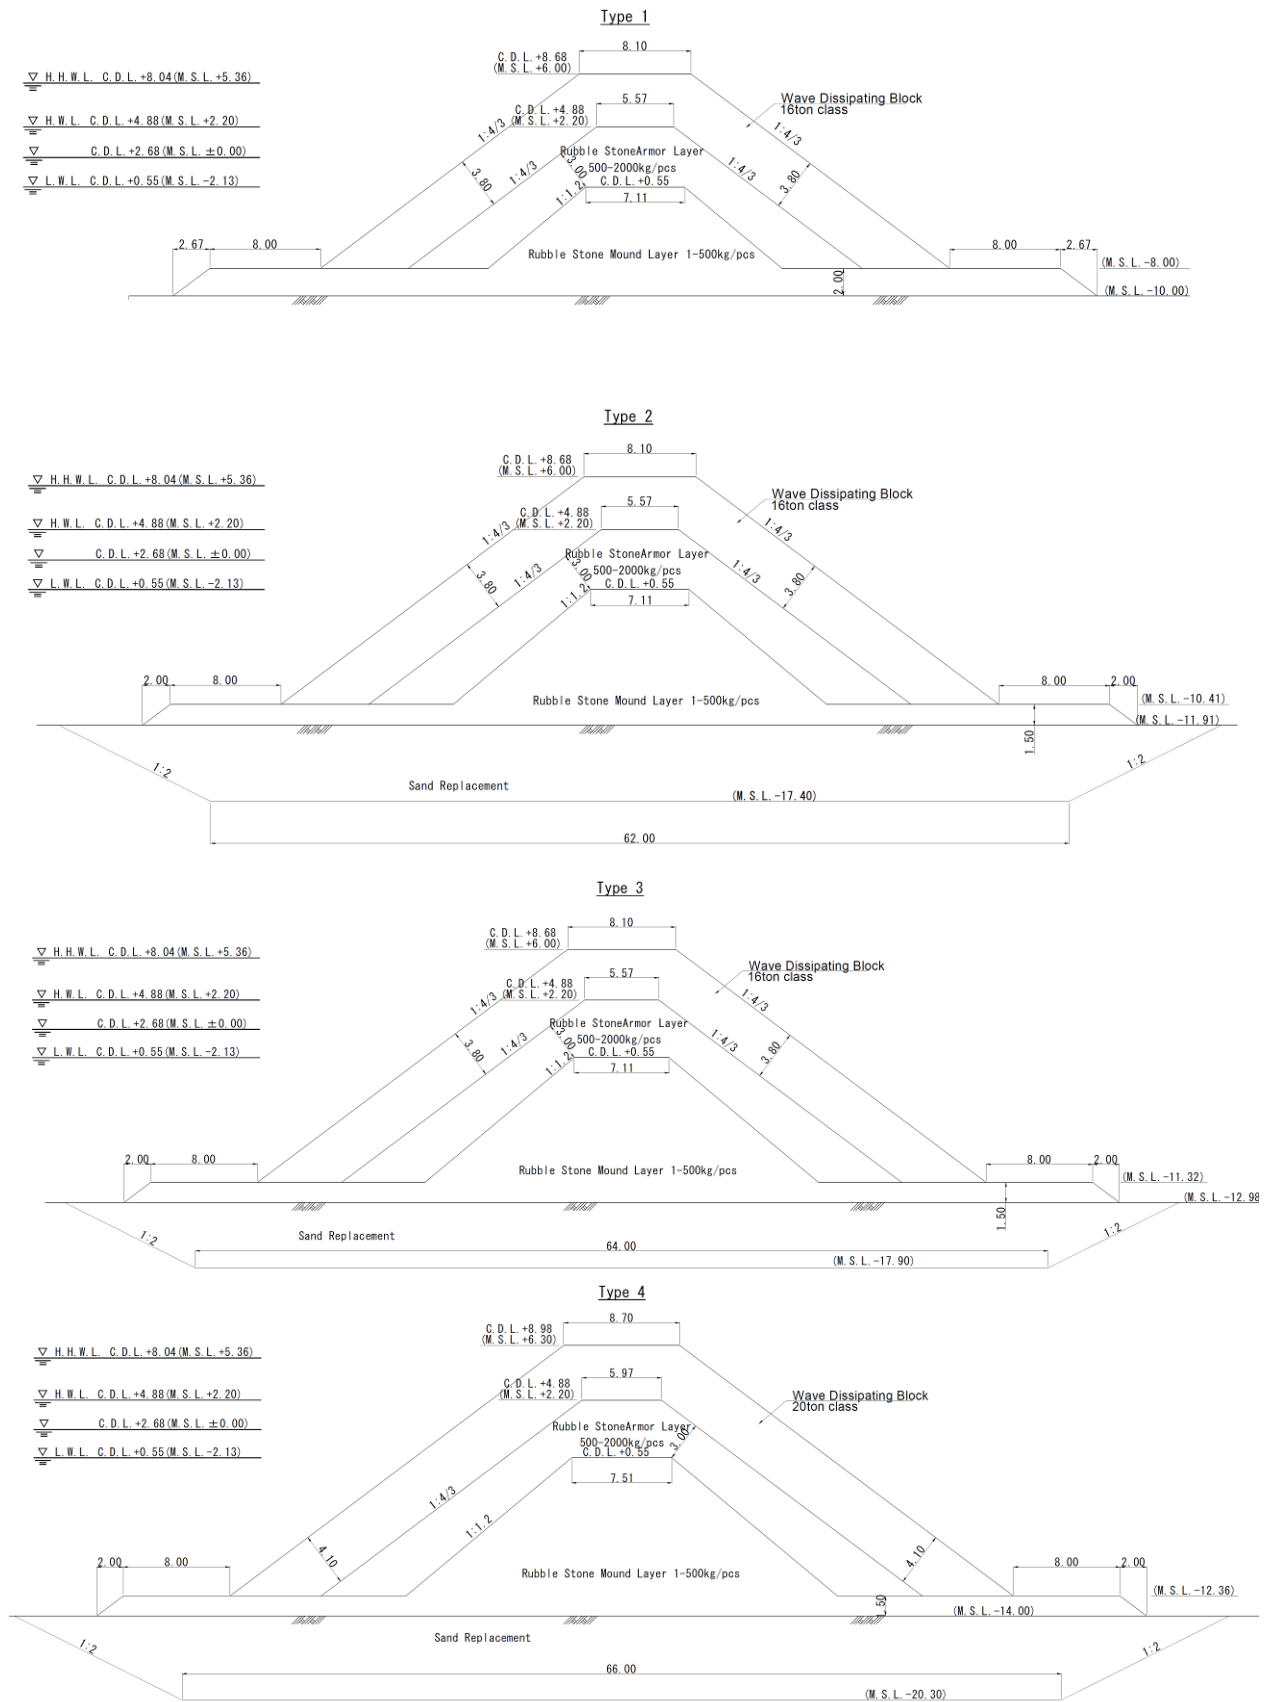 Type 1
8.10
C.D.L.+8.68
(M.S.L.+6.00)
H.H.W.L. C.D.L.+8.04(M.S.L.+5.36)
Wave Dissipating Block
16ton class
5.57
C.D.L.+4.88
(M.S.L.+2.20)
H.W.L. C.D.L.+4.88(M.S.L.+2.20)
1:4/3
1:4/3
Rubble StoneArmor Layer
500-2000kg/pcs
C.D.L.+2.68(M.S.L.±0.00)
3.00
1:4/3
1:4/3
3.80
3.80
L.W.L. C.D.L.+0.55(M.S.L.-2.13)
C.D.L.+0.55
1:1.2
7.11
2.67
8.00
Rubble Stone Mound Layer 1-500kg/pcs
8.00
2.67
(M.S.L.-8.00)
2.00
(M.S.L.-10.00)
Type 2
8.10
C.D.L.+8.68
(M.S.L.+6.00)
H.H.W.L. C.D.L.+8.04(M.S.L.+5.36)
Wave Dissipating Block
16ton class
5.57
C.D.L.+4.88
(M.S.L.+2.20)
H.W.L. C.D.L.+4.88(M.S.L.+2.20)
1:4/3
1:4/3
Rubble StoneArmor Layer
500-2000kg/pcs
C.D.L.+2.68(M.S.L.±0.00)
3.00
1:4/3
1:4/3
3.80
3.80
L.W.L. C.D.L.+0.55(M.S.L.-2.13)
C.D.L.+0.55
1:1.2
7.11
2.00
8.00
Rubble Stone Mound Layer 1-500kg/pcs
8.00
2.00
(M.S.L.-10.41)
(M.S.L.-11.91)
1.50
1:2
1:2
Sand Replacement
(M.S.L.-17.40)
62.00
Type 3
8.10
C.D.L.+8.68
(M.S.L.+6.00)
H.H.W.L. C.D.L.+8.04(M.S.L.+5.36)
Wave Dissipating Block
16ton class
5.57
C.D.L.+4.88
(M.S.L.+2.20)
H.W.L. C.D.L.+4.88(M.S.L.+2.20)
1:4/3
1:4/3
Rubble StoneArmor Layer
500-2000kg/pcs
C.D.L.+2.68(M.S.L.±0.00)
3.00
1:4/3
1:4/3
3.80
3.80
L.W.L. C.D.L.+0.55(M.S.L.-2.13)
C.D.L.+0.55
1:1.2
7.11
2.00
8.00
Rubble Stone Mound Layer 1-500kg/pcs
8.00
2.00
(M.S.L.-11.32)
(M.S.L.-12.98
1.50
1:2
1:2
Sand Replacement
64.00
(M.S.L.-17.90)
Type 4
8.70
C.D.L.+8.98
(M.S.L.+6.30)
H.H.W.L. C.D.L.+8.04(M.S.L.+5.36)
5.97
C.D.L.+4.88
(M.S.L.+2.20)
H.W.L. C.D.L.+4.88(M.S.L.+2.20)
Wave Dissipating Block
20ton class
Rubble StoneArmor Layer
500-2000kg/pcs
C.D.L.+2.68(M.S.L.±0.00)
3.00
L.W.L. C.D.L.+0.55(M.S.L.-2.13)
C.D.L.+0.55
7.51
1:4/3
1:1.2
4.10
4.10
2.00
8.00
Rubble Stone Mound Layer 1-500kg/pcs
8.00
2.00
(M.S.L.-12.36)
1.50
(M.S.L.-14.00)
1:2
1:2
Sand Replacement
66.00
(M.S.L.-20.30)